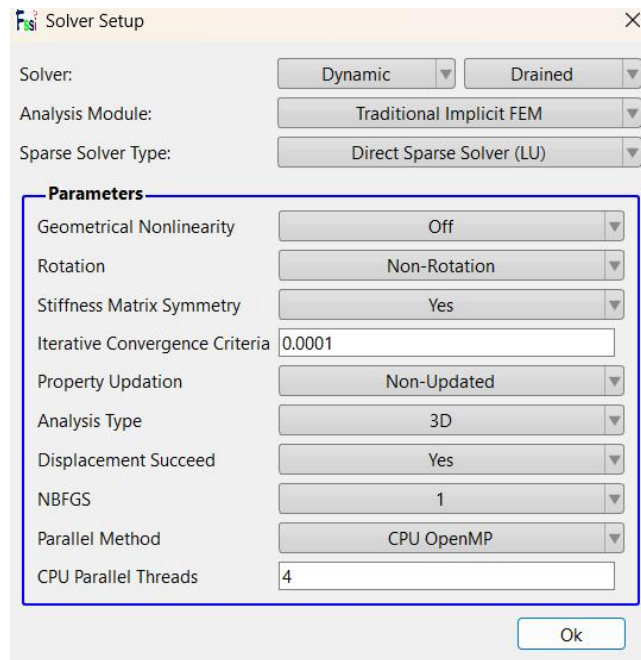 Fssi Solver Setup
Solver: Dynamic Drained
Analysis Module: Traditional Implicit FEM
Sparse Solver Type: Direct Sparse Solver (LU)
Parameters
Geometrical Nonlinearity Off
Rotation Non-Rotation
Stiffness Matrix Symmetry Yes
Iterative Convergence Criteria 0.0001
Property Updation Non-Updated
Analysis Type 3D
Displacement Succeed Yes
NBFGS 1
Parallel Method CPU OpenMP
CPU Parallel Threads 4
Ok